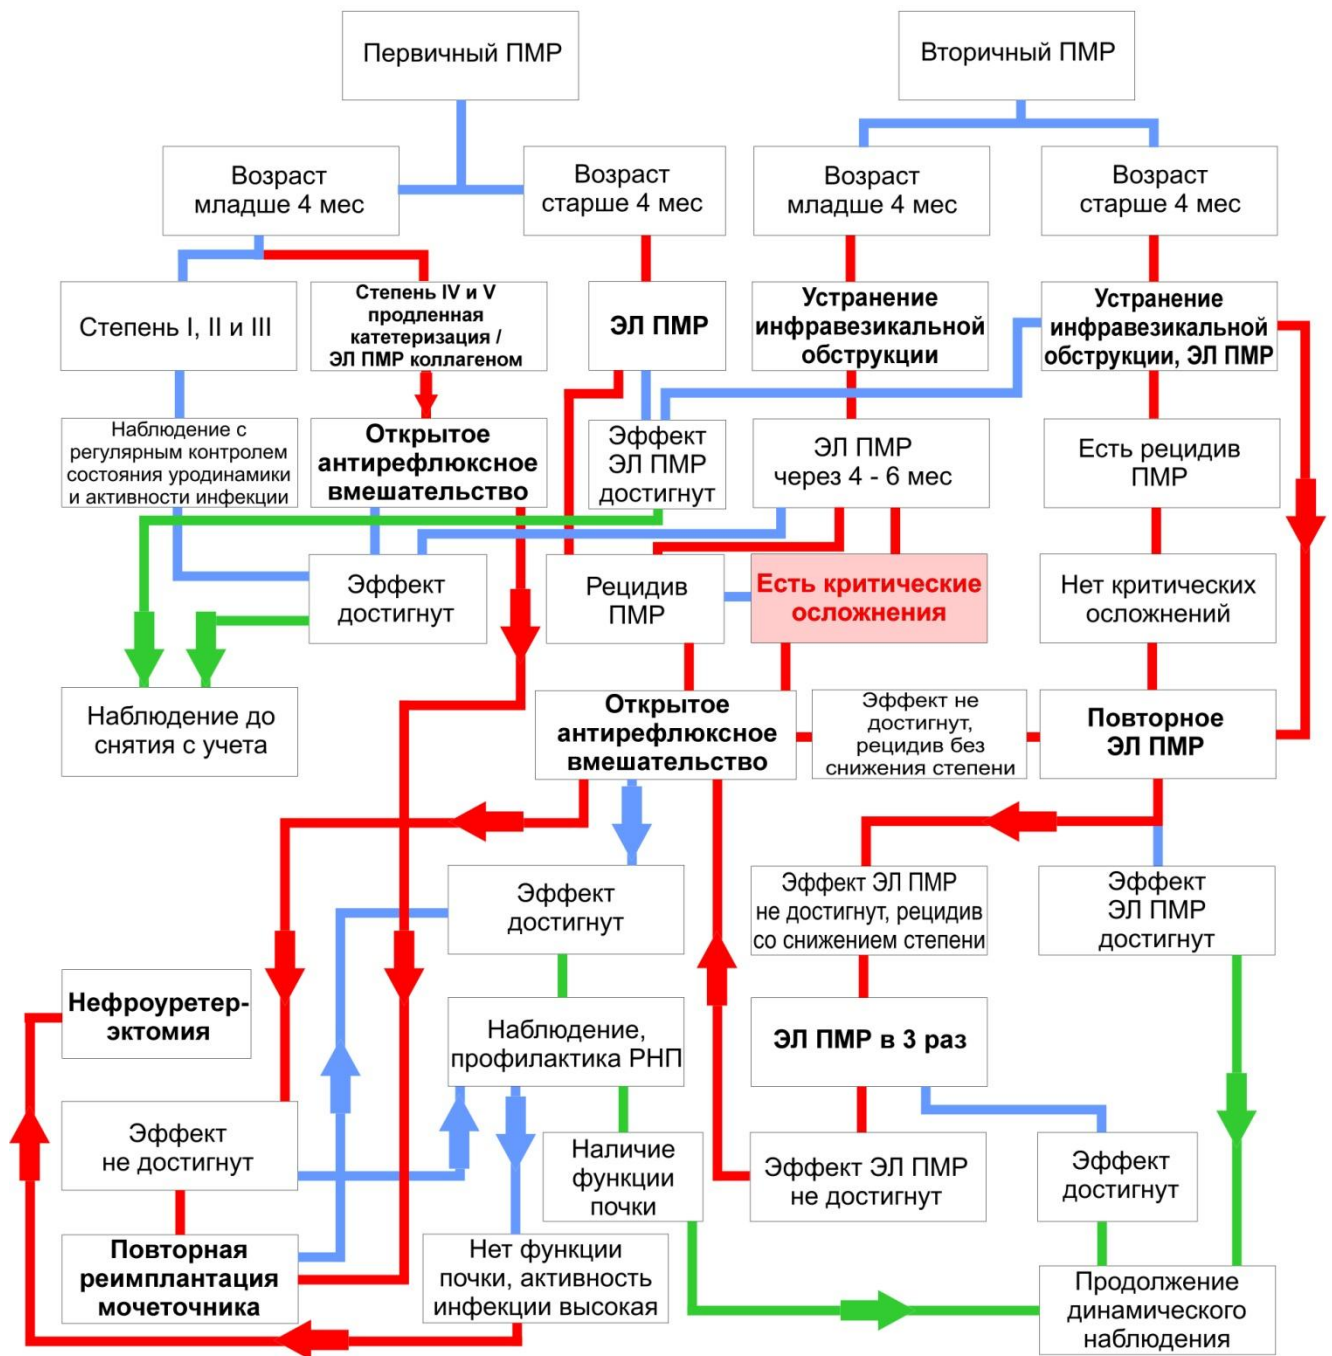 Первичный ПМР
Вторичный ПМР
Возраст
младше 4 мес
Возраст
старше 4 мес
Возраст
младше 4 мес
Возраст
старше 4 мес
Степень I, II и III
Степень IV и V
продленная
катетеризация /
ЭЛ ПМР коллагеном
ЭЛ ПМР
Устранение
инфравезикальной
обструкции
Устранение
инфравезикальной
обструкции, ЭЛ ПМР
Наблюдение с
регулярным контролем
состояния уродинамики
и активности инфекции
Открытое
антирефлюксное
вмешательство
Эффект
ЭЛ ПМР
достигнут
ЭЛ ПМР
через 4 - 6 мес
Есть рецидив
ПМР
Эффект
достигнут
Рецидив
ПМР
Есть критические
осложнения
Нет критических
осложнений
Наблюдение до
снятия с учета
Открытое
антирефлюксное
вмешательство
Эффект не
достигнут,
рецидив без
снижения степени
Повторное
ЭЛ ПМР
Эффект
достигнут
Эффект ЭЛ ПМР
не достигнут, рецидив
со снижением степени
Эффект
ЭЛ ПМР
достигнут
Нефроуретер-
эктомия
Наблюдение,
профилактика РНП
ЭЛ ПМР в 3 раз
Эффект
не достигнут
Наличие
функции
почки
Эффект ЭЛ ПМР
не достигнут
Эффект
достигнут
Повторная
реимплантация
мочеточника
Нет функции
почки, активность
инфекции высокая
Продолжение
динамического
наблюдения